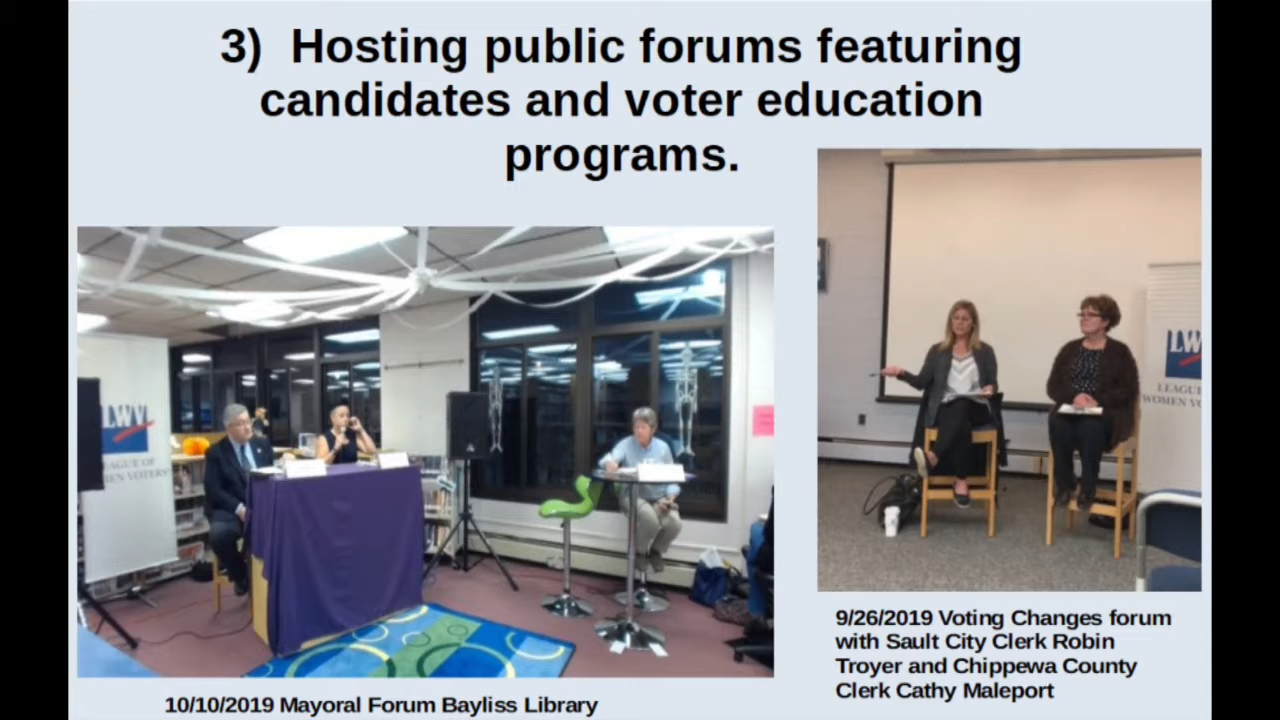 3)  Hosting public forums featuring
candidates and voter education
programs.
LWV
LEAGUE OF
WOMEN VOTERS
LW
LEAGUE
WOMEN VO
10/10/2019 Mayoral Forum Bayliss Library
9/26/2019 Voting Changes forum
with Sault City Clerk Robin
Troyer and Chippewa County
Clerk Cathy Maleport